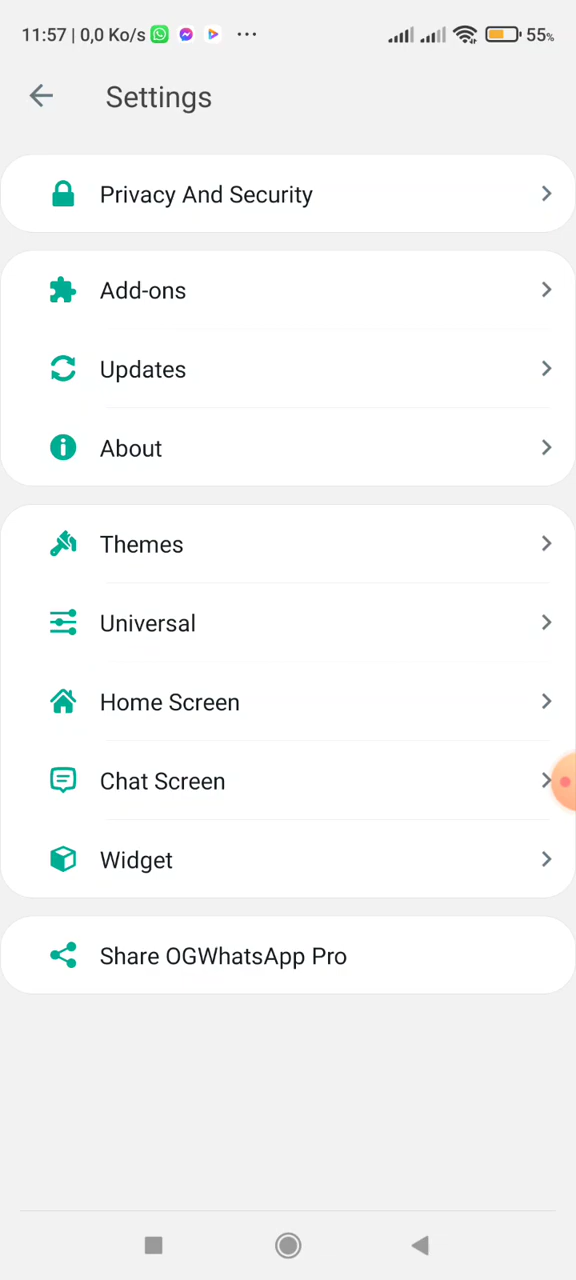 11:57 | 0,0 Ko/s ... 55%
Settings
Privacy And Security
Add-ons
Updates
About
Themes
Universal
Home Screen
Chat Screen
Widget
Share OGWhatsApp Pro